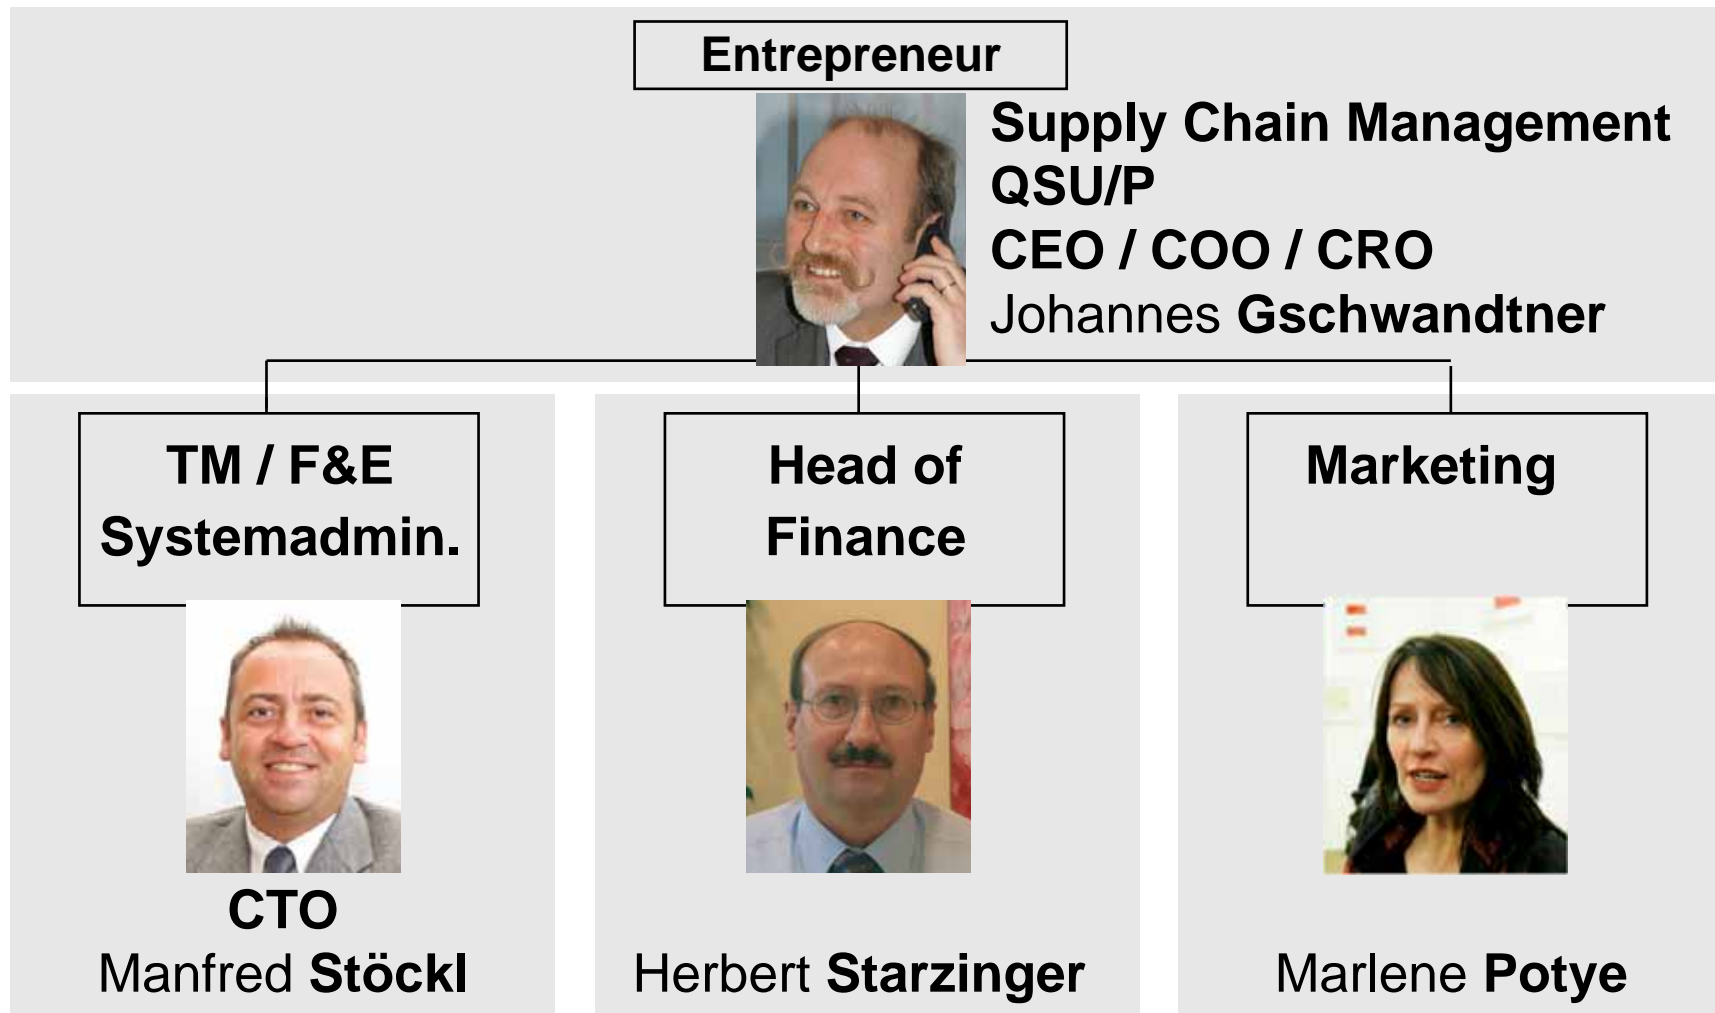 Entrepreneur
Supply Chain Management
QSU/P
CEO / COO / CRO
Johannes Gschwandtner
TM / F&E
Systemadmin.
CTO
Manfred Stöckl
Head of
Finance
Herbert Starzinger
Marketing
Marlene Potye